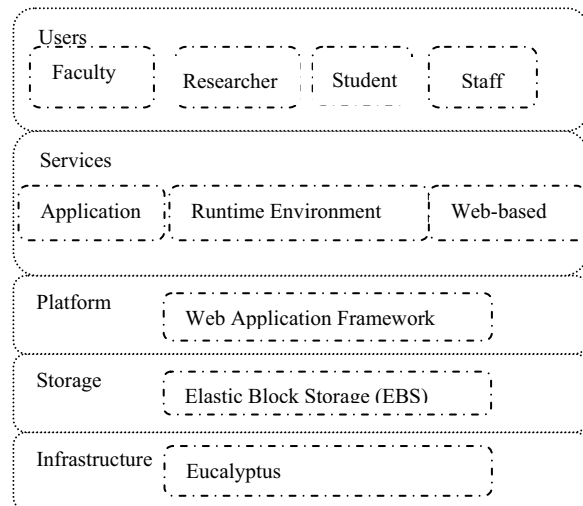 Users
Faculty Researcher Student Staff
Services
Application Runtime Environment Web-based
Platform
Web Application Framework
Storage
Elastic Block Storage (EBS)
Infrastructure
Eucalyptus